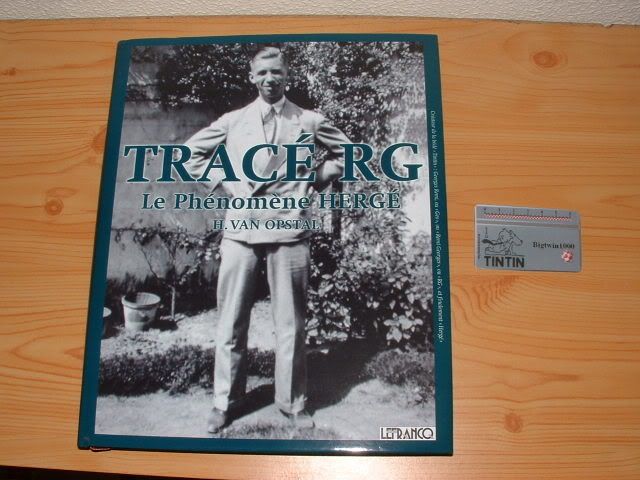 TRACÉ RG
Le Phénomène HERGÉ
H. VAN OPSTAL
LEFRANCQ
TINTIN
Bigtwin1000